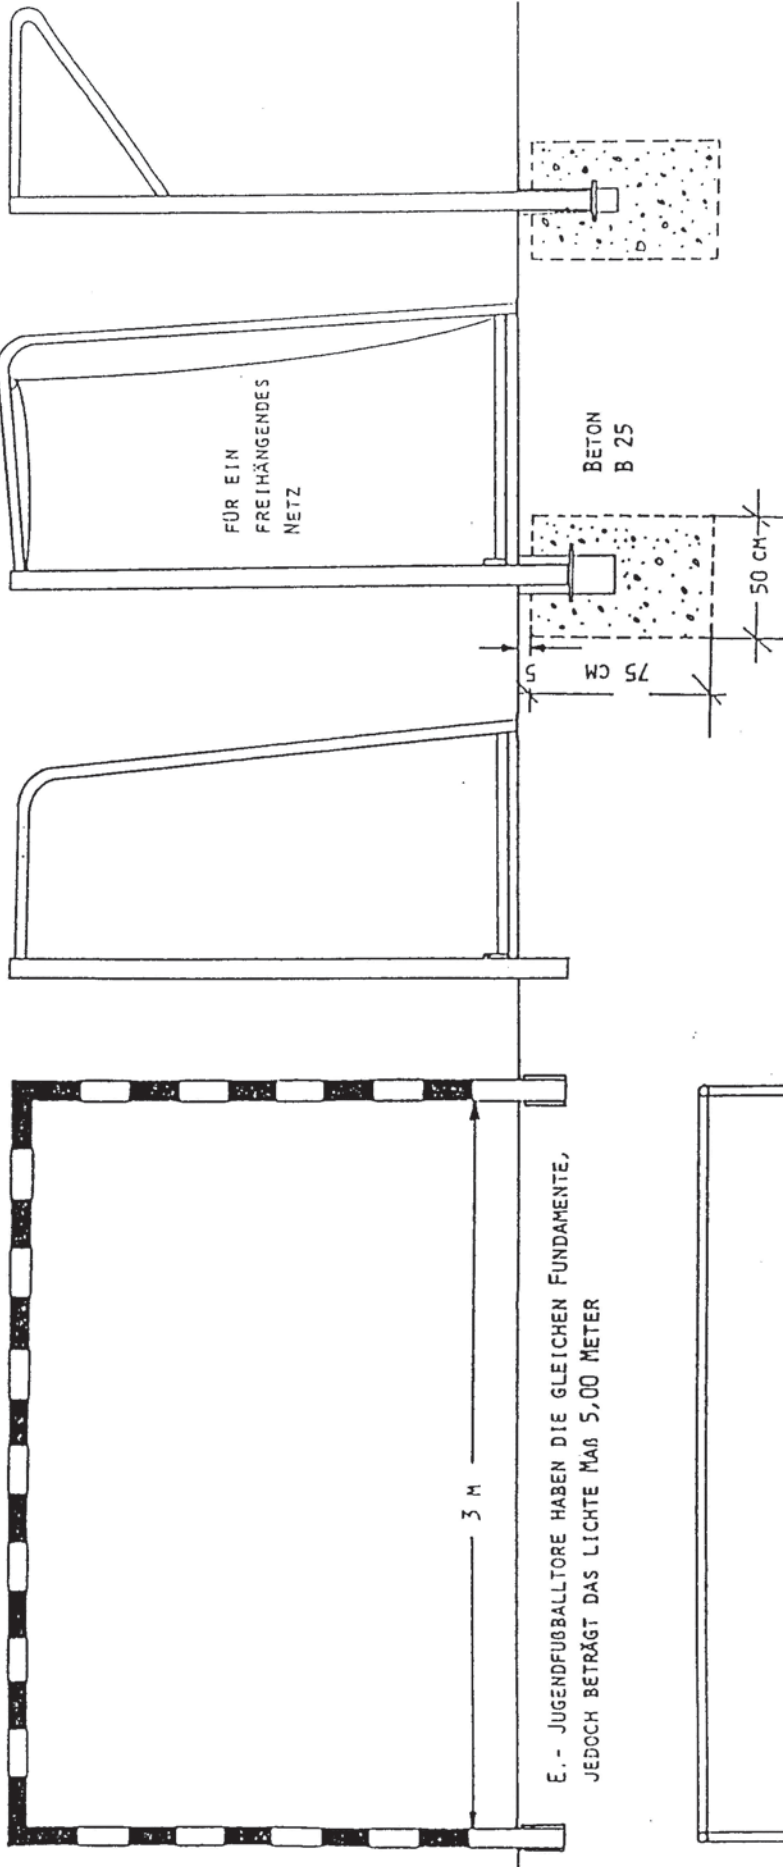 FÜR EIN
FREIHÄNGENDES
NETZ
BETON
B 25
5
75 CM
50 CM
3 M
E.- JUGENDFUßBALLTORE HABEN DIE GLEICHEN FUNDAMENTE,
JEDOCH BETRÄGT DAS LICHTE MAß 5,00 METER